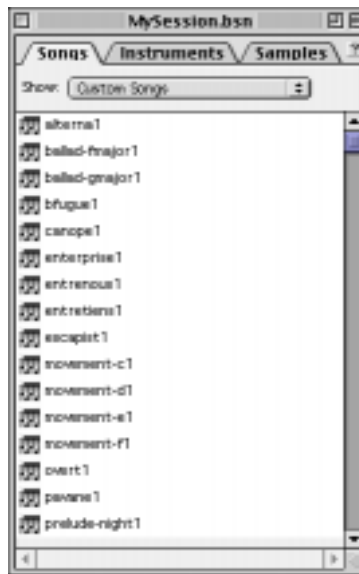 MySession.bsn
Songs Instruments Samples ?
Show: Custom Songs
alterna1
ballad-fmajor1
ballad-gmajor1
bfugue1
canope1
enterprise1
entrenous1
entretiens1
escapist1
movement-c1
movement-d1
movement-e1
movement-f1
overt1
pavane1
prelude-night1